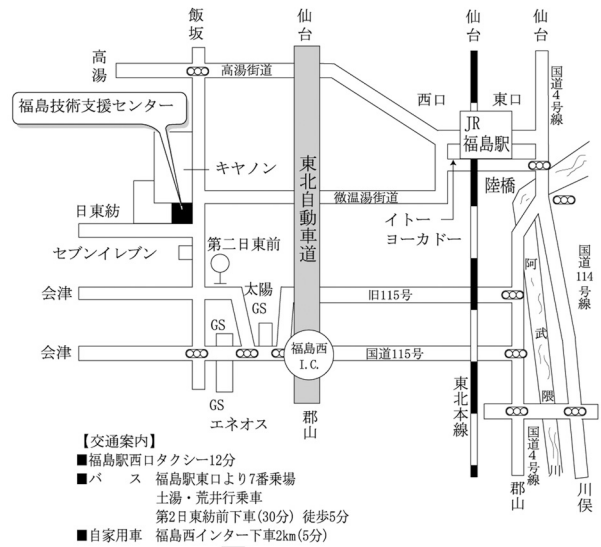 飯坂
仙台
仙台
仙台
高湯
高湯街道
国道4号線
西口
東口
福島技術支援センター
JR
福島駅
キヤノン
東北自動車道
微温湯街道
陸橋
日東紡
イトー
ヨーカドー
セブンイレブン
第二日東前
阿武隈
国道114号線
会津
太陽
GS
旧115号
GS
会津
福島西
I.C.
国道115号
GS
エネオス
郡山
東北本線
国道4号線
郡山
川俣
【交通案内】
■福島駅西口タクシー12分
■バス 福島駅東口より7番乗場
土湯・荒井行乗車
第2日東紡前下車(30分) 徒歩5分
■自家用車 福島西インター下車2km(5分)